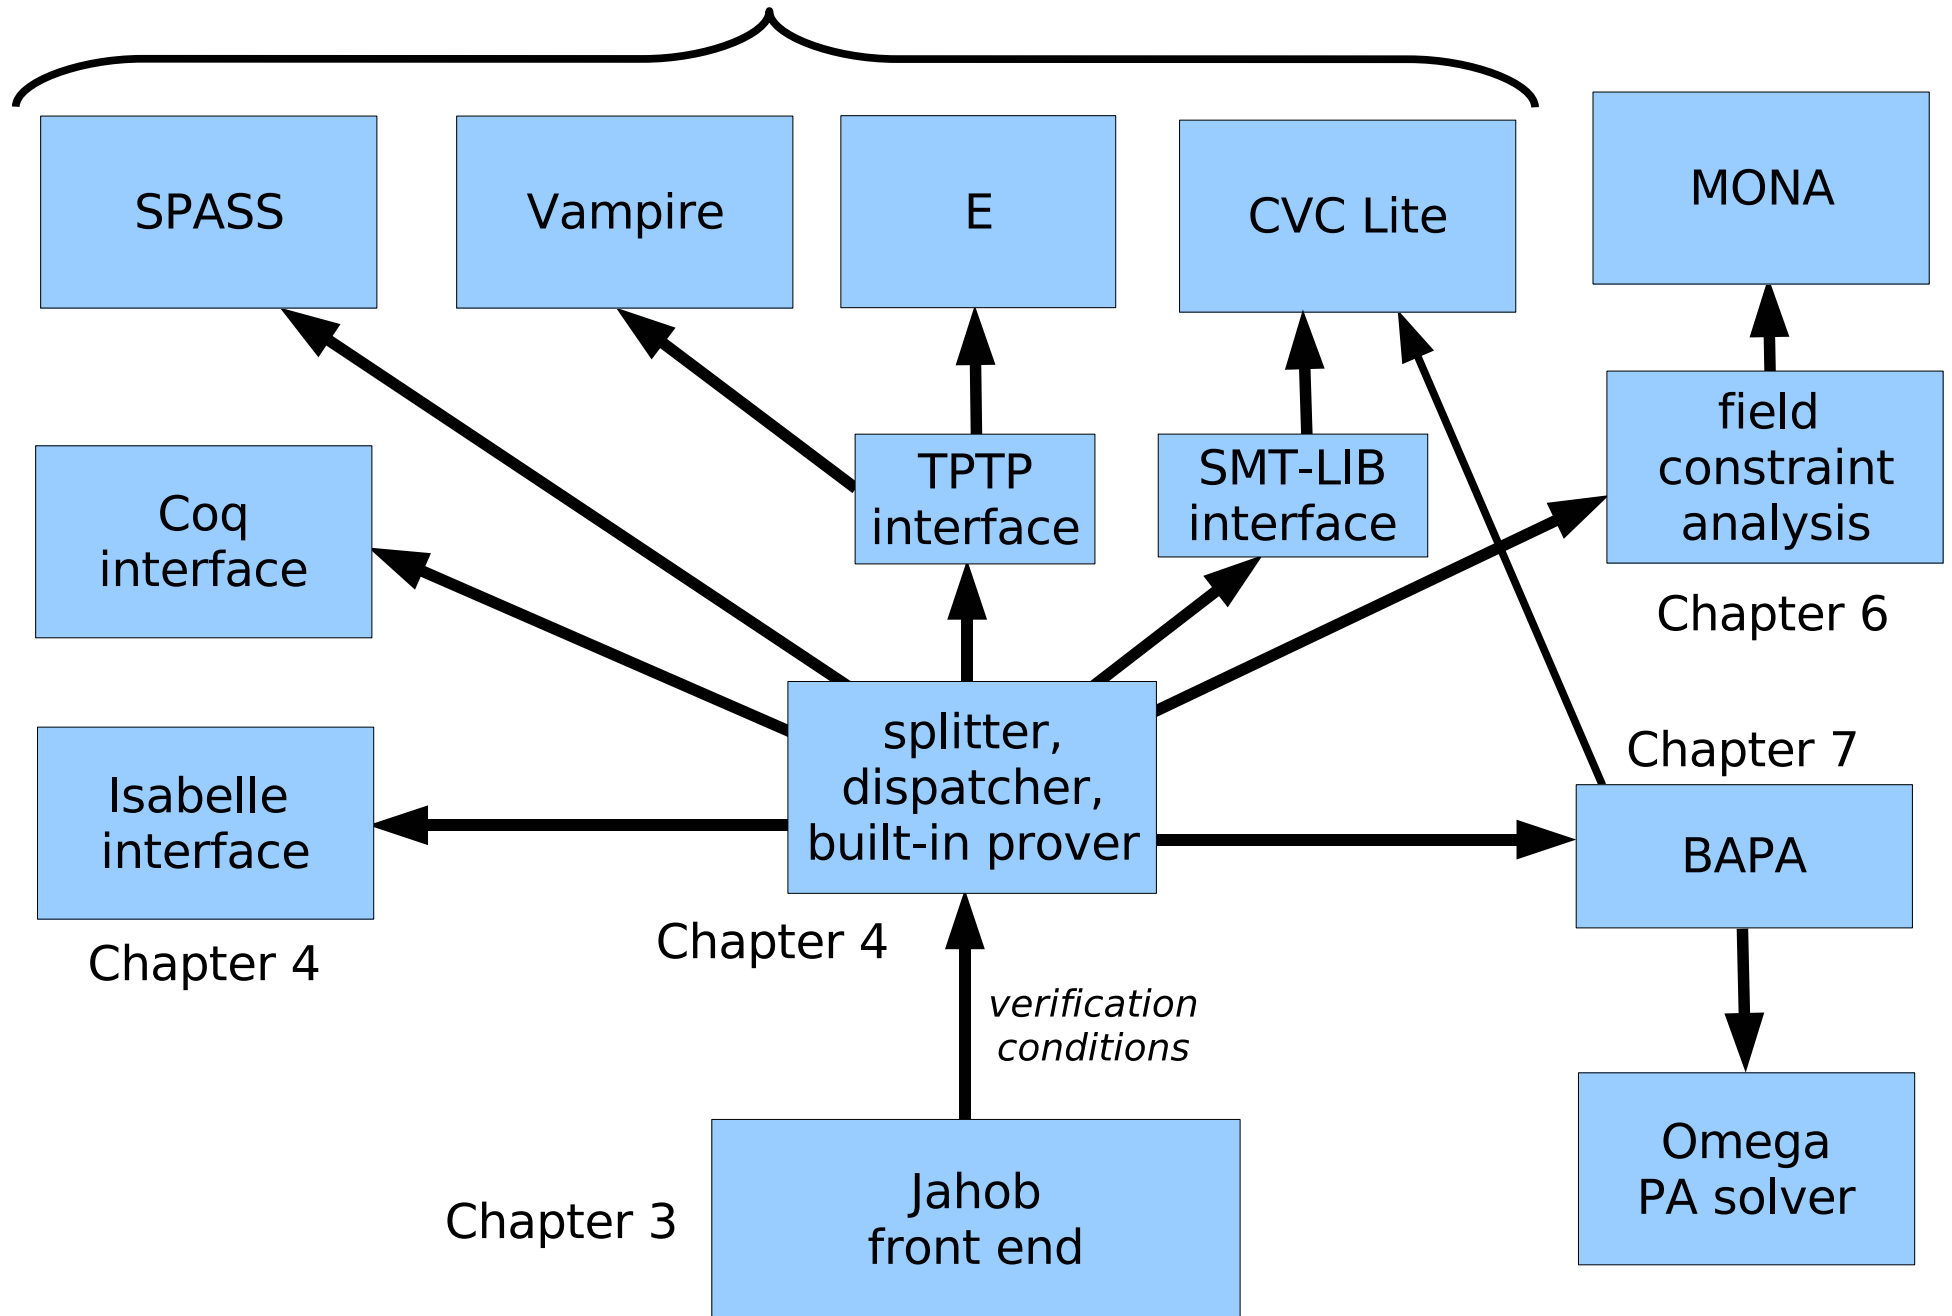 SPASS
Vampire
E
CVC Lite
MONA
Coq
interface
TPTP
interface
SMT-LIB
interface
field
constraint
analysis
Chapter 6
Isabelle
interface
Chapter 4
splitter,
dispatcher,
built-in prover
Chapter 4
Chapter 7
BAPA
verification
conditions
Omega
PA solver
Chapter 3
Jahob
front end